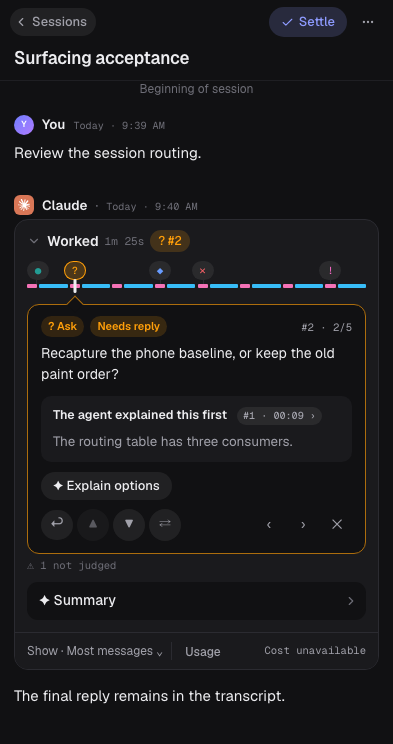 Sessions
Settle
Surfacing acceptance
Beginning of session
Y You Today · 9:39 AM
Review the session routing.
Claude · Today · 9:40 AM
Worked 1m 25s ? #2
? ◆ × !
? Ask Needs reply #2 · 2/5
Recapture the phone baseline, or keep the old
paint order?
The agent explained this first #1 · 00:09 ›
The routing table has three consumers.
✦ Explain options
⚠ 1 not judged
✦ Summary
Show · Most messages Usage Cost unavailable
The final reply remains in the transcript.